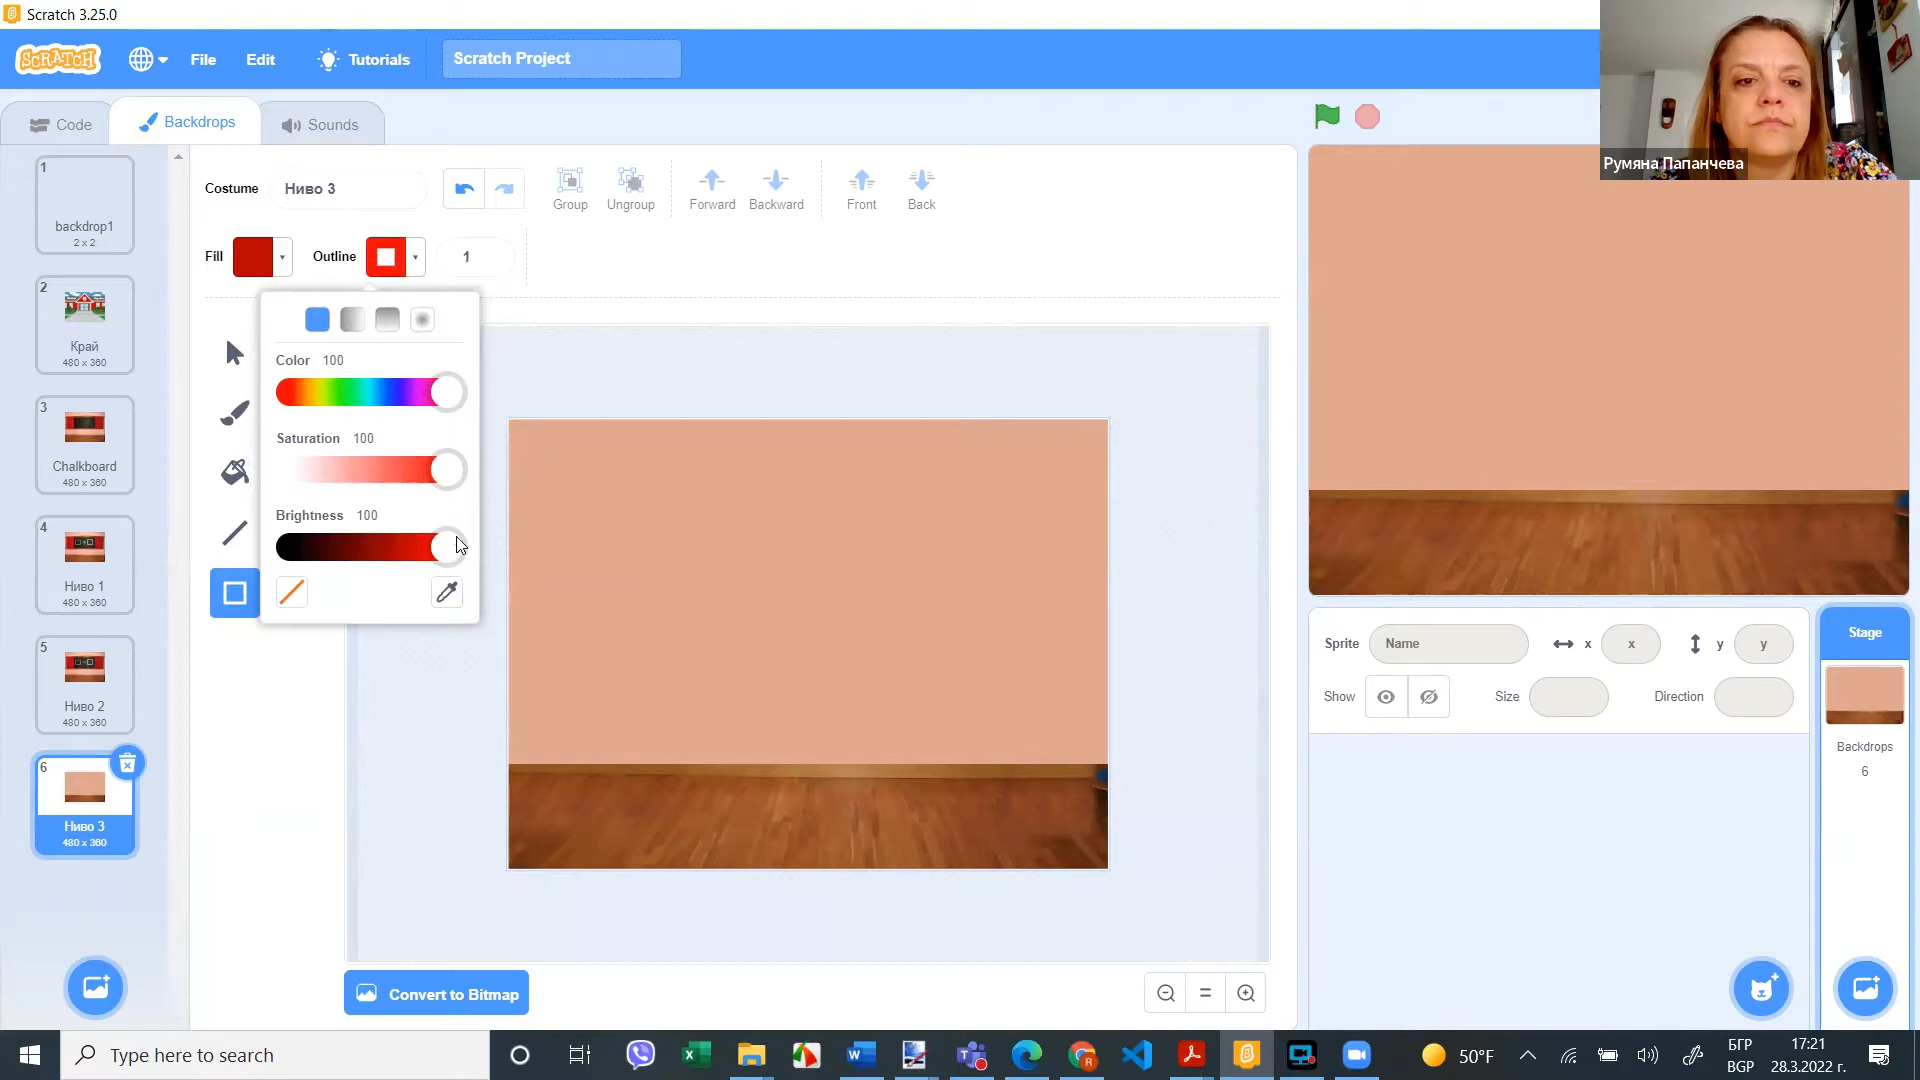 Scratch 3.25.0
SCRATCH
File
Edit
Tutorials
Scratch Project
Румяна Папанчева
Code
Backdrops
Sounds
1
backdrop1
2 x 2
2
Край
480 x 360
3
Chalkboard
480 x 360
4
Ниво 1
480 x 360
5
Ниво 2
480 x 360
6
Ниво 3
480 x 360
Costume
Ниво 3
Group
Ungroup
Forward
Backward
Front
Back
Fill
Outline
1
Color 100
Saturation 100
Brightness 100
Convert to Bitmap
Sprite
Name
x
x
y
y
Show
Size
Direction
Stage
Backdrops
6
Type here to search
50°F
БГР
BGP
17:21
28.3.2022 г.